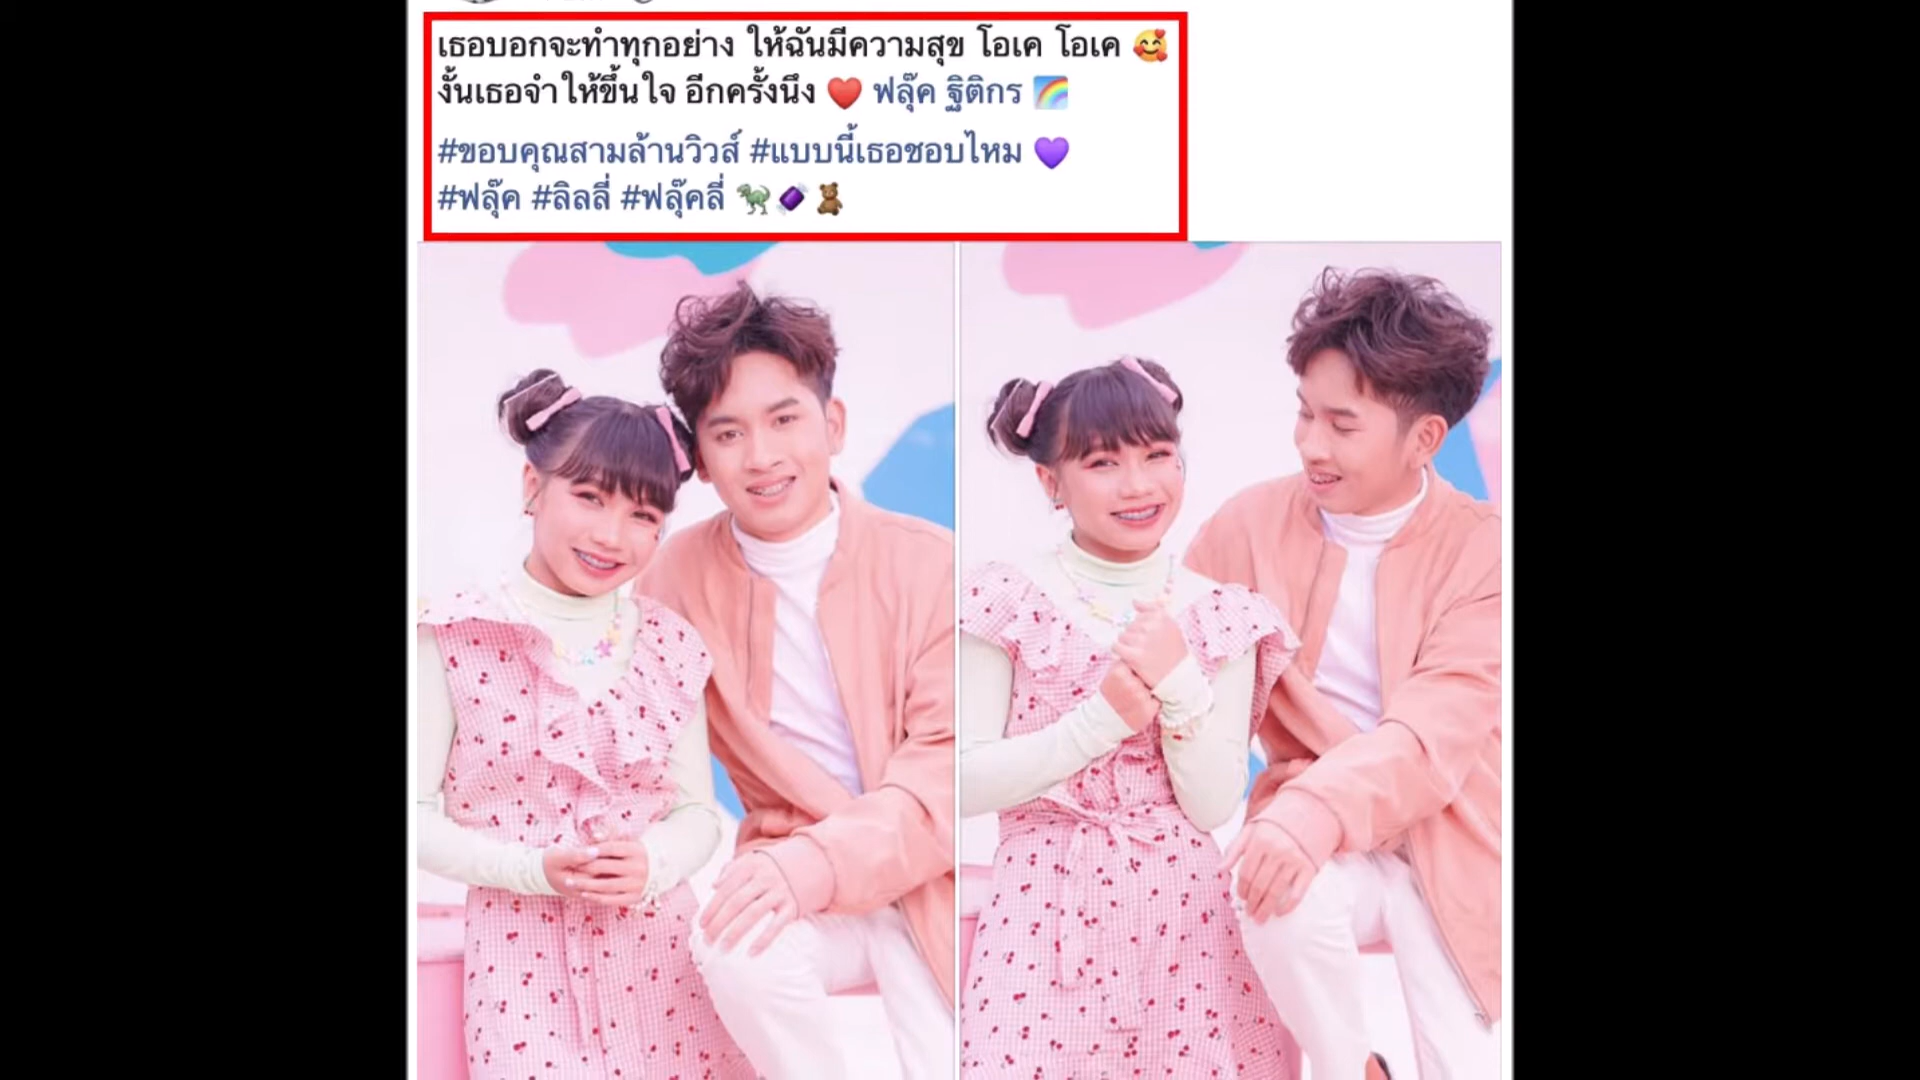 เธอบอกจะทำทุกอย่าง ให้ฉันมีความสุข โอเค โอเค 🥰
งั้นเธอจำให้ขึ้นใจ อีกครั้งนึง ❤️ ฟลุ๊ค ฐิติกร 🌈
#ขอบคุณสามล้านวิวส์ #แบบนี้เธอชอบไหม 💜
#ฟลุ๊ค #ลิลลี่ #ฟลุ๊คลี่ 🦖🍬🧸